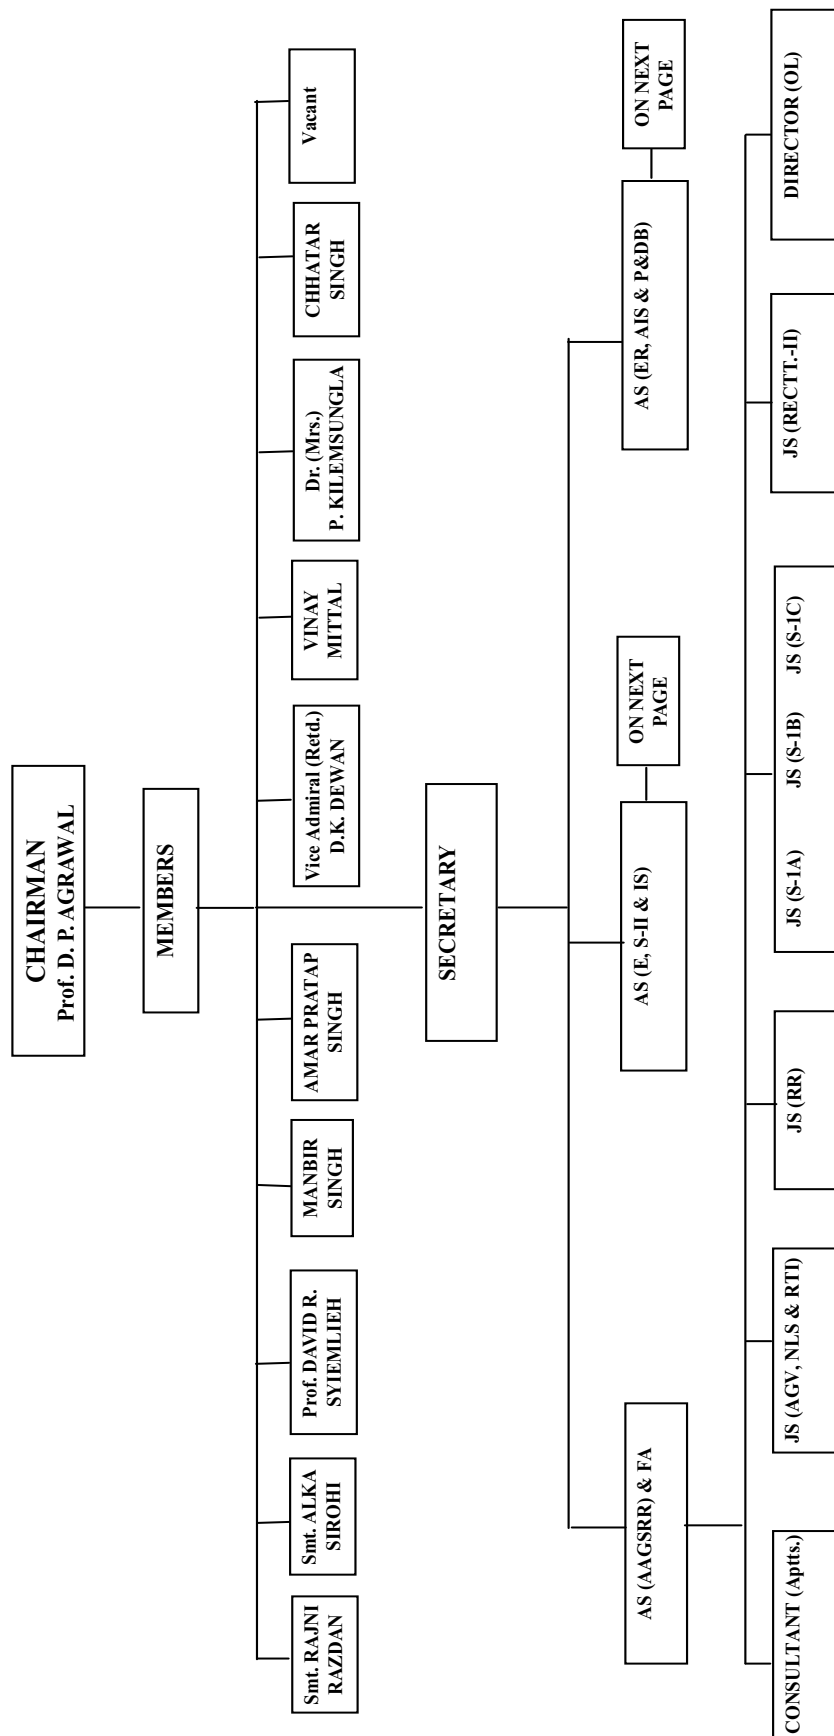 CHAIRMAN
Prof. D. P. AGRAWAL
MEMBERS
Smt. RAJNI
RAZDAN
Smt. ALKA
SIROHI
Prof. DAVID R.
SYIEMLIEH
MANBIR
SINGH
AMAR PRATAP
SINGH
Vice Admiral (Retd.)
D.K. DEWAN
VINAY
MITTAL
Dr. (Mrs.)
P. KILEMSUNGLA
CHHATAR
SINGH
Vacant
SECRETARY
AS (AAGSRR) & FA
AS (E, S-II & IS)
ON NEXT
PAGE
AS (ER, AIS & P&DB)
ON NEXT
PAGE
CONSULTANT (Aptts.)
JS (AGV, NLS & RTI)
JS (RR)
JS (S-1A)
JS (S-1B)
JS (S-1C)
JS (RECTT.-II)
DIRECTOR (OL)